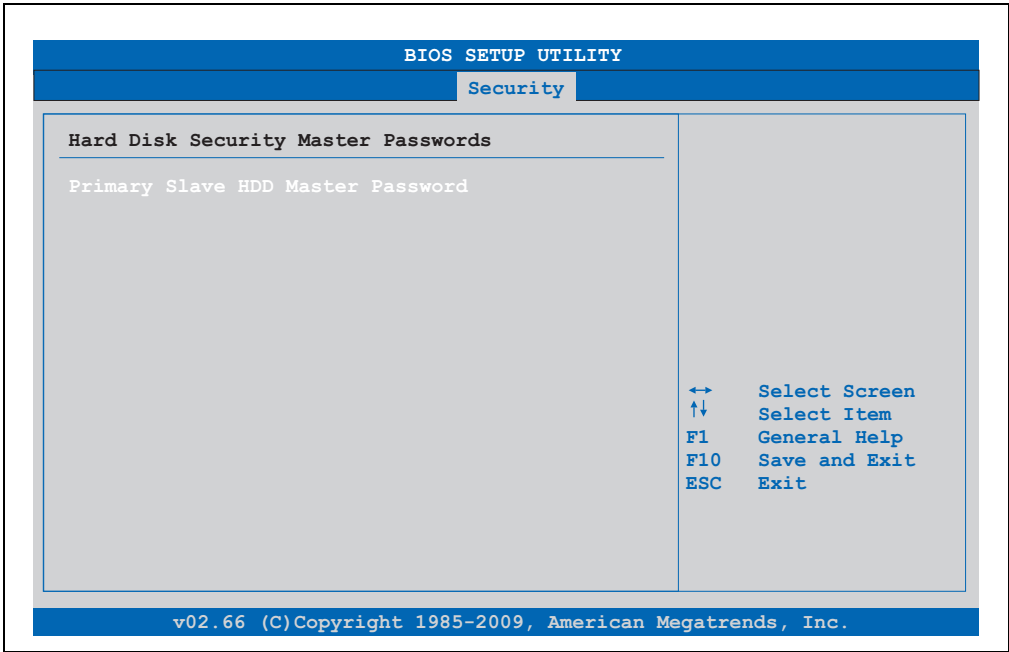 BIOS SETUP UTILITY
Security
Hard Disk Security Master Passwords
Primary Slave HDD Master Password
↔ Select Screen
↑↓ Select Item
F1 General Help
F10 Save and Exit
ESC Exit
v02.66 (C)Copyright 1985-2009, American Megatrends, Inc.